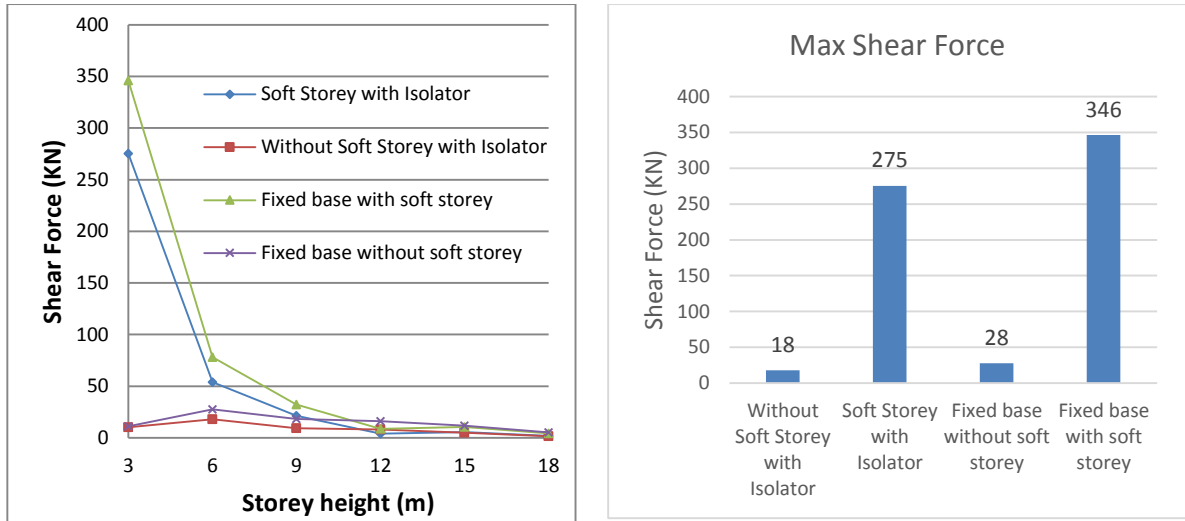 400
350
300
250
200
150
100
50
0
Shear Force (KN)
Soft Storey with Isolator
Without Soft Storey with Isolator
Fixed base with soft storey
Fixed base without soft storey
3 6 9 12 15 18
Storey height (m)
Max Shear Force
400
350
300
250
200
150
100
50
0
Shear Force (KN)
18
275
28
346
Without
Soft Storey
with
Isolator
Soft Storey
with
Isolator
Fixed base
without soft
storey
Fixed base
with soft
storey